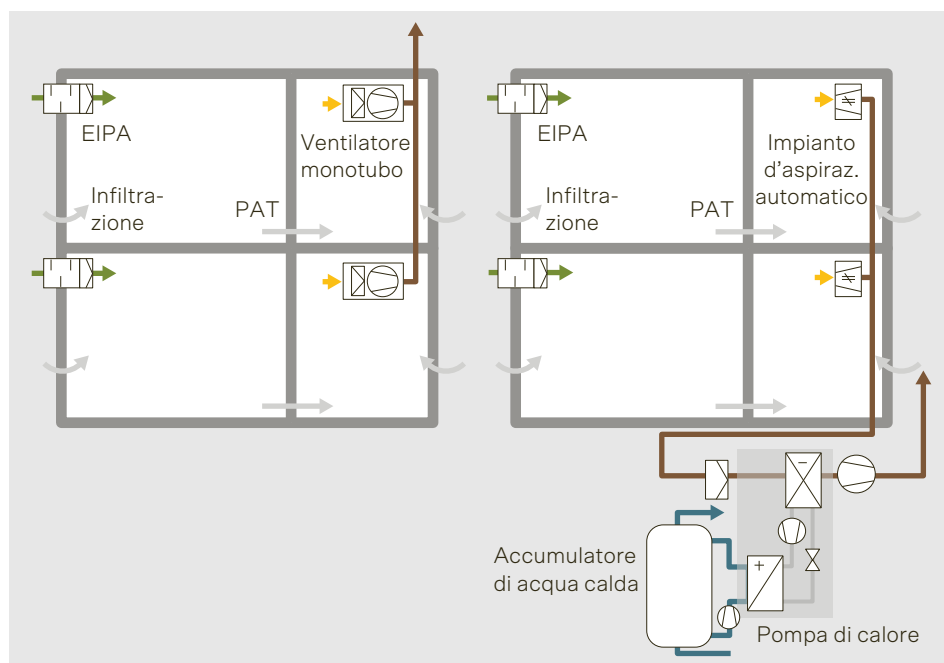 EIPA
Ventilatore
monotubo
Infiltra-
zione
PAT
EIPA
Impianto
d'aspiraz.
automatico
Infiltra-
zione
PAT
Accumulatore
di acqua calda
Pompa di calore